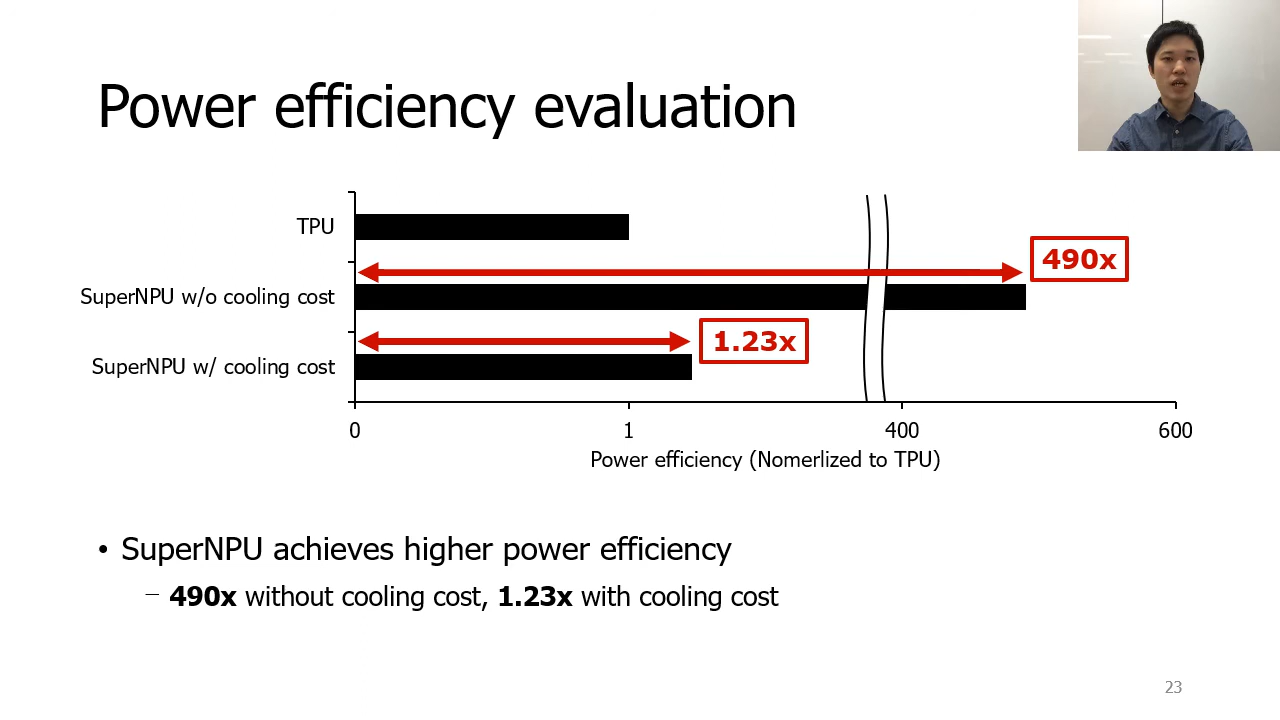 Power efficiency evaluation
TPU
490x
SuperNPU w/o cooling cost
1.23x
SuperNPU w/ cooling cost
0 1 400 600
Power efficiency (Nomerlized to TPU)
• SuperNPU achieves higher power efficiency
– 490x without cooling cost, 1.23x with cooling cost
23